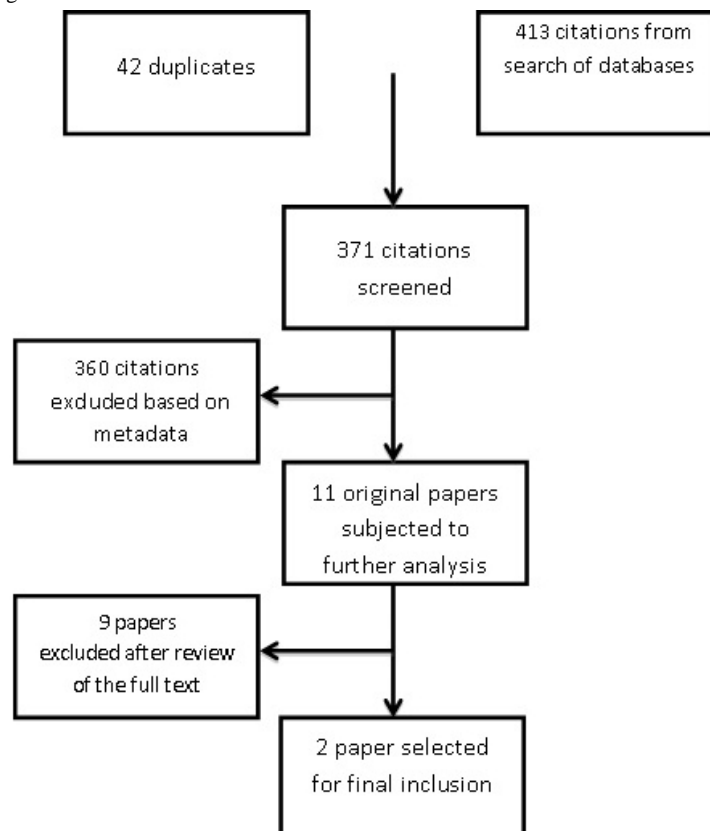 42 duplicates
413 citations from
search of databases
371 citations
screened
360 citations
exduded based on
metadata
11 original papers
subjected to
further analysis
9 papers
excluded after review
of the full text
2 paper selected
for final inclusion